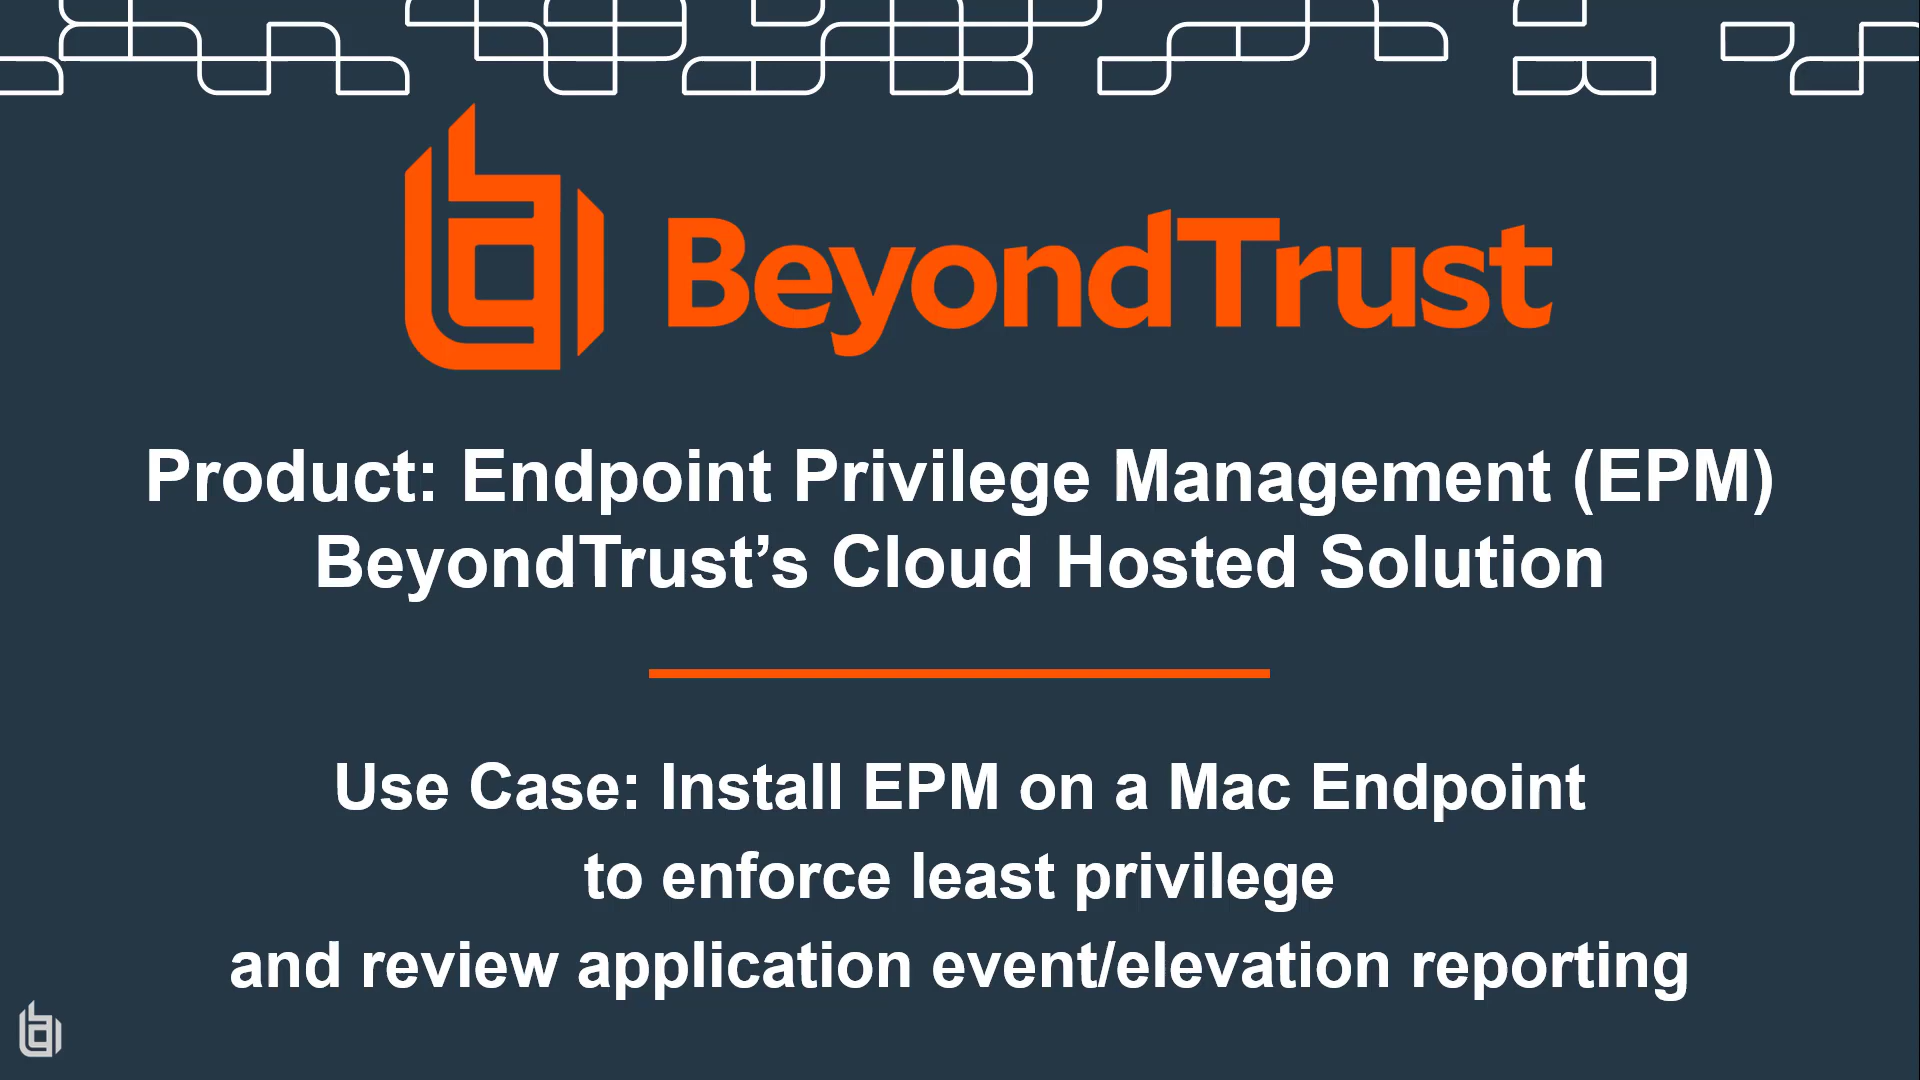 BeyondTrust
Product: Endpoint Privilege Management (EPM)
BeyondTrust’s Cloud Hosted Solution
Use Case: Install EPM on a Mac Endpoint
to enforce least privilege
and review application event/elevation reporting